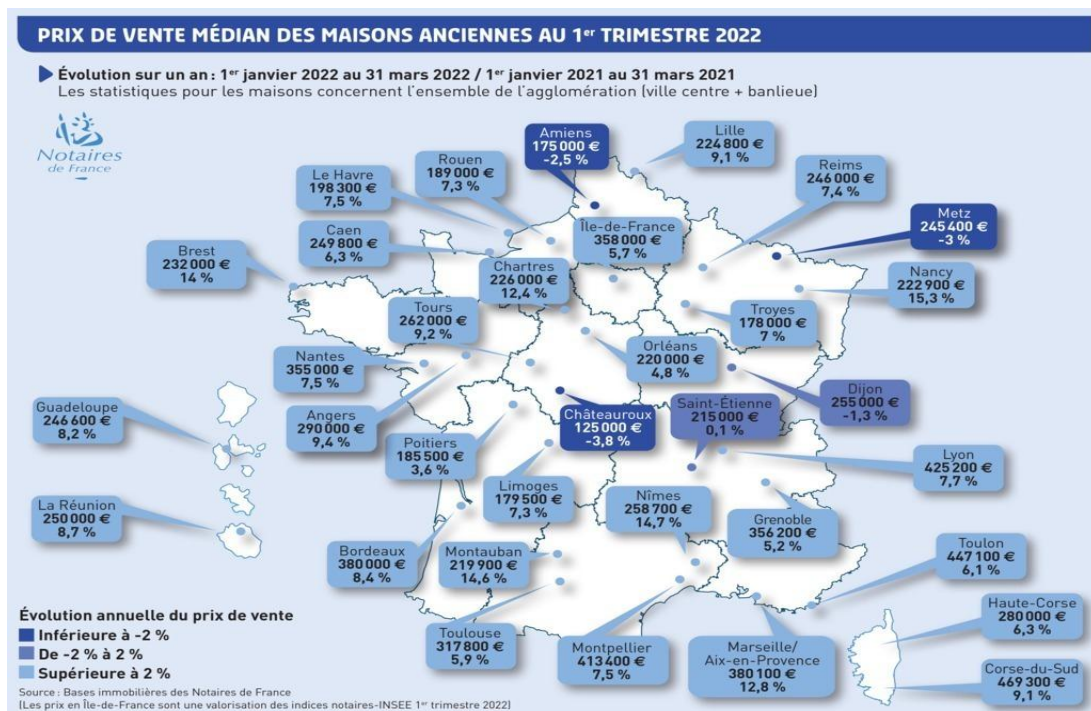 PRIX DE VENTE MÉDIAN DES MAISONS ANCIENNES AU 1er TRIMESTRE 2022
Évolution sur un an : 1er janvier 2022 au 31 mars 2022 / 1er janvier 2021 au 31 mars 2021
Les statistiques pour les maisons concernent l'ensemble de l'agglomération (ville centre + banlieue)
Notaires
de France
Amiens
175 000 €
-2,5 %
Lille
224 800 €
9,1 %
Rouen
189 000 €
7,3 %
Reims
246 000 €
7,4 %
Le Havre
198 300 €
7,5 %
Metz
245 400 €
-3 %
Île-de-France
358 000 €
5,7 %
Caen
249 800 €
6,3 %
Brest
232 000 €
14 %
Chartres
226 000 €
12,4 %
Nancy
222 900 €
15,3 %
Tours
262 000 €
9,2 %
Troyes
178 000 €
7 %
Orléans
220 000 €
4,8 %
Nantes
355 000 €
7,5 %
Dijon
255 000 €
-1,3 %
Saint-Étienne
215 000 €
0,1 %
Guadeloupe
246 600 €
8,2 %
Angers
290 000 €
9,4 %
Châteauroux
125 000 €
-3,8 %
Poitiers
185 500 €
3,6 %
Lyon
425 200 €
7,7 %
Limoges
179 500 €
7,3 %
Nîmes
258 700 €
14,7 %
La Réunion
250 000 €
8,7 %
Grenoble
356 200 €
5,2 %
Bordeaux
380 000 €
8,4 %
Montauban
219 900 €
14,6 %
Toulon
447 100 €
6,1 %
Haute-Corse
280 000 €
6,3 %
Toulouse
317 800 €
5,9 %
Montpellier
413 400 €
7,5 %
Marseille/
Aix-en-Provence
380 100 €
12,8 %
Corse-du-Sud
469 300 €
9,1 %
Évolution annuelle du prix de vente
Inférieure à -2 %
De -2 % à 2 %
Supérieure à 2 %
Source : Bases immobilières des Notaires de France
(Les prix en Île-de-France sont une valorisation des indices notaires-INSEE 1er trimestre 2022)